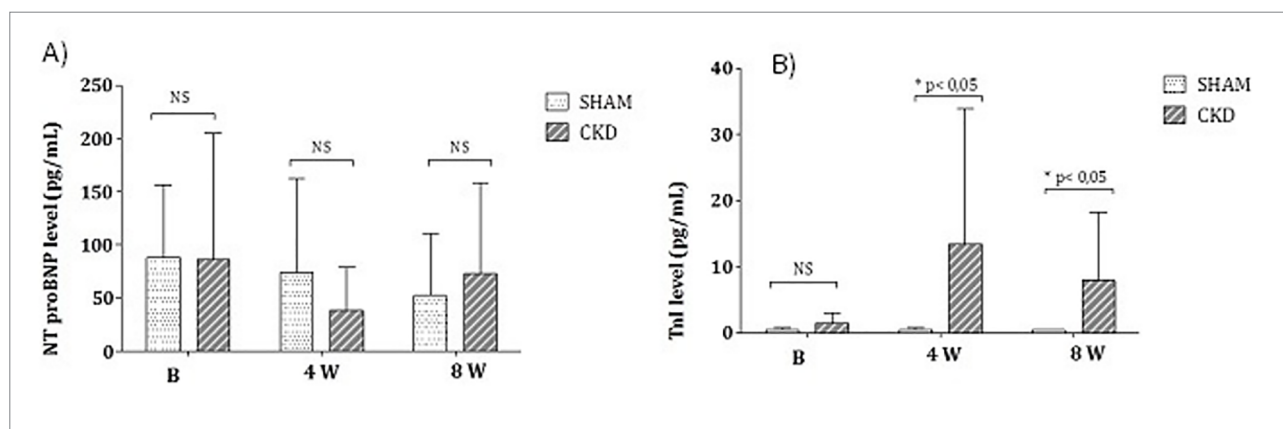 A)
NT proBNP level (pg/mL)
250
200
150
100
50
0
NS
NS
NS
B
4 W
8 W
SHAM
CKD
B)
TnI level (pg/mL)
40
30
20
10
0
NS
* p< 0,05
* p< 0,05
B
4 W
8 W
SHAM
CKD